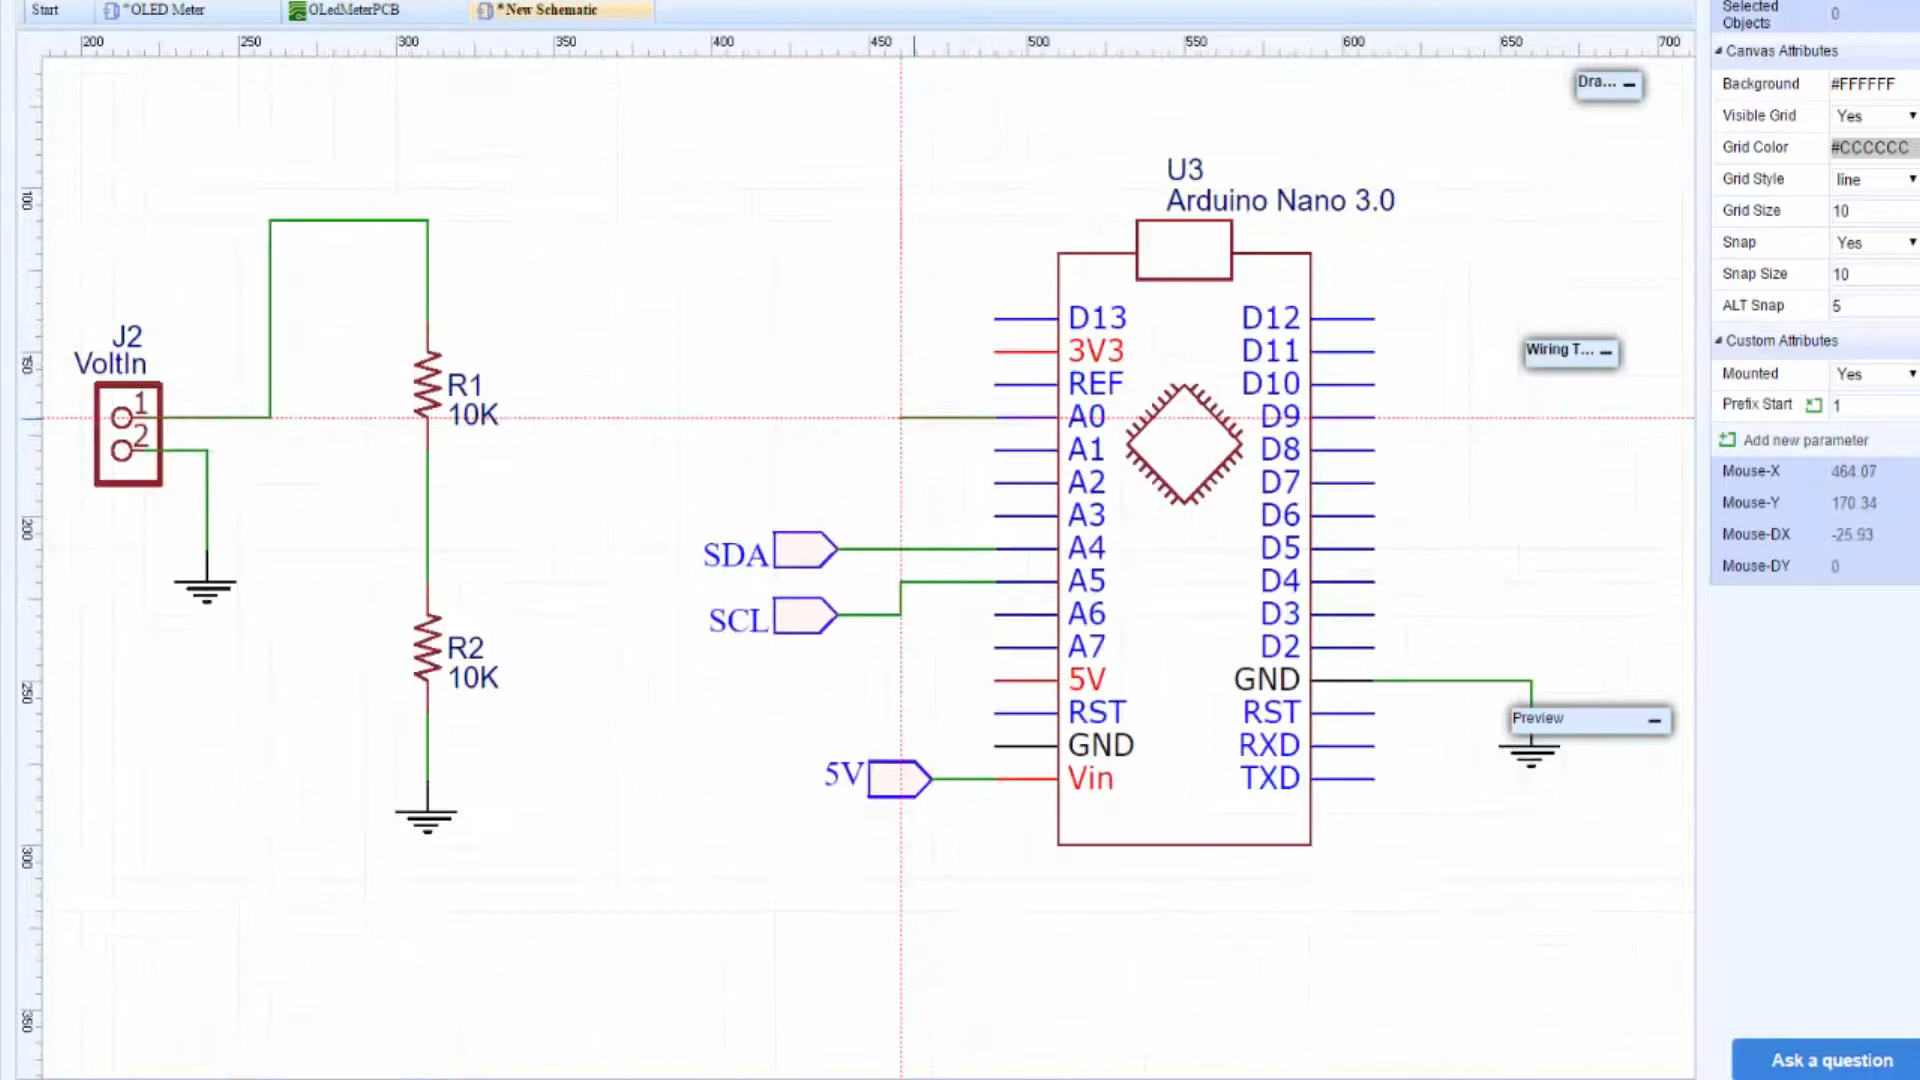 Start
*OLED Meter
OLedMeterPCB
*New Schematic
200
250
300
350
400
450
500
550
600
650
700
100
150
200
250
300
350
J2
VoltIn
1
2
R1
10K
R2
10K
SDA
SCL
5V
U3
Arduino Nano 3.0
D13
3V3
REF
A0
A1
A2
A3
A4
A5
A6
A7
5V
RST
GND
Vin
D12
D11
D10
D9
D8
D7
D6
D5
D4
D3
D2
GND
RST
RXD
TXD
Dra...
Wiring T...
Preview
Selected Objects 0
Canvas Attributes
Background #FFFFFF
Visible Grid Yes
Grid Color #CCCCCC
Grid Style line
Grid Size 10
Snap Yes
Snap Size 10
ALT Snap 5
Custom Attributes
Mounted Yes
Prefix Start 1
Add new parameter
Mouse-X 464.07
Mouse-Y 170.34
Mouse-DX -25.93
Mouse-DY 0
Ask a question